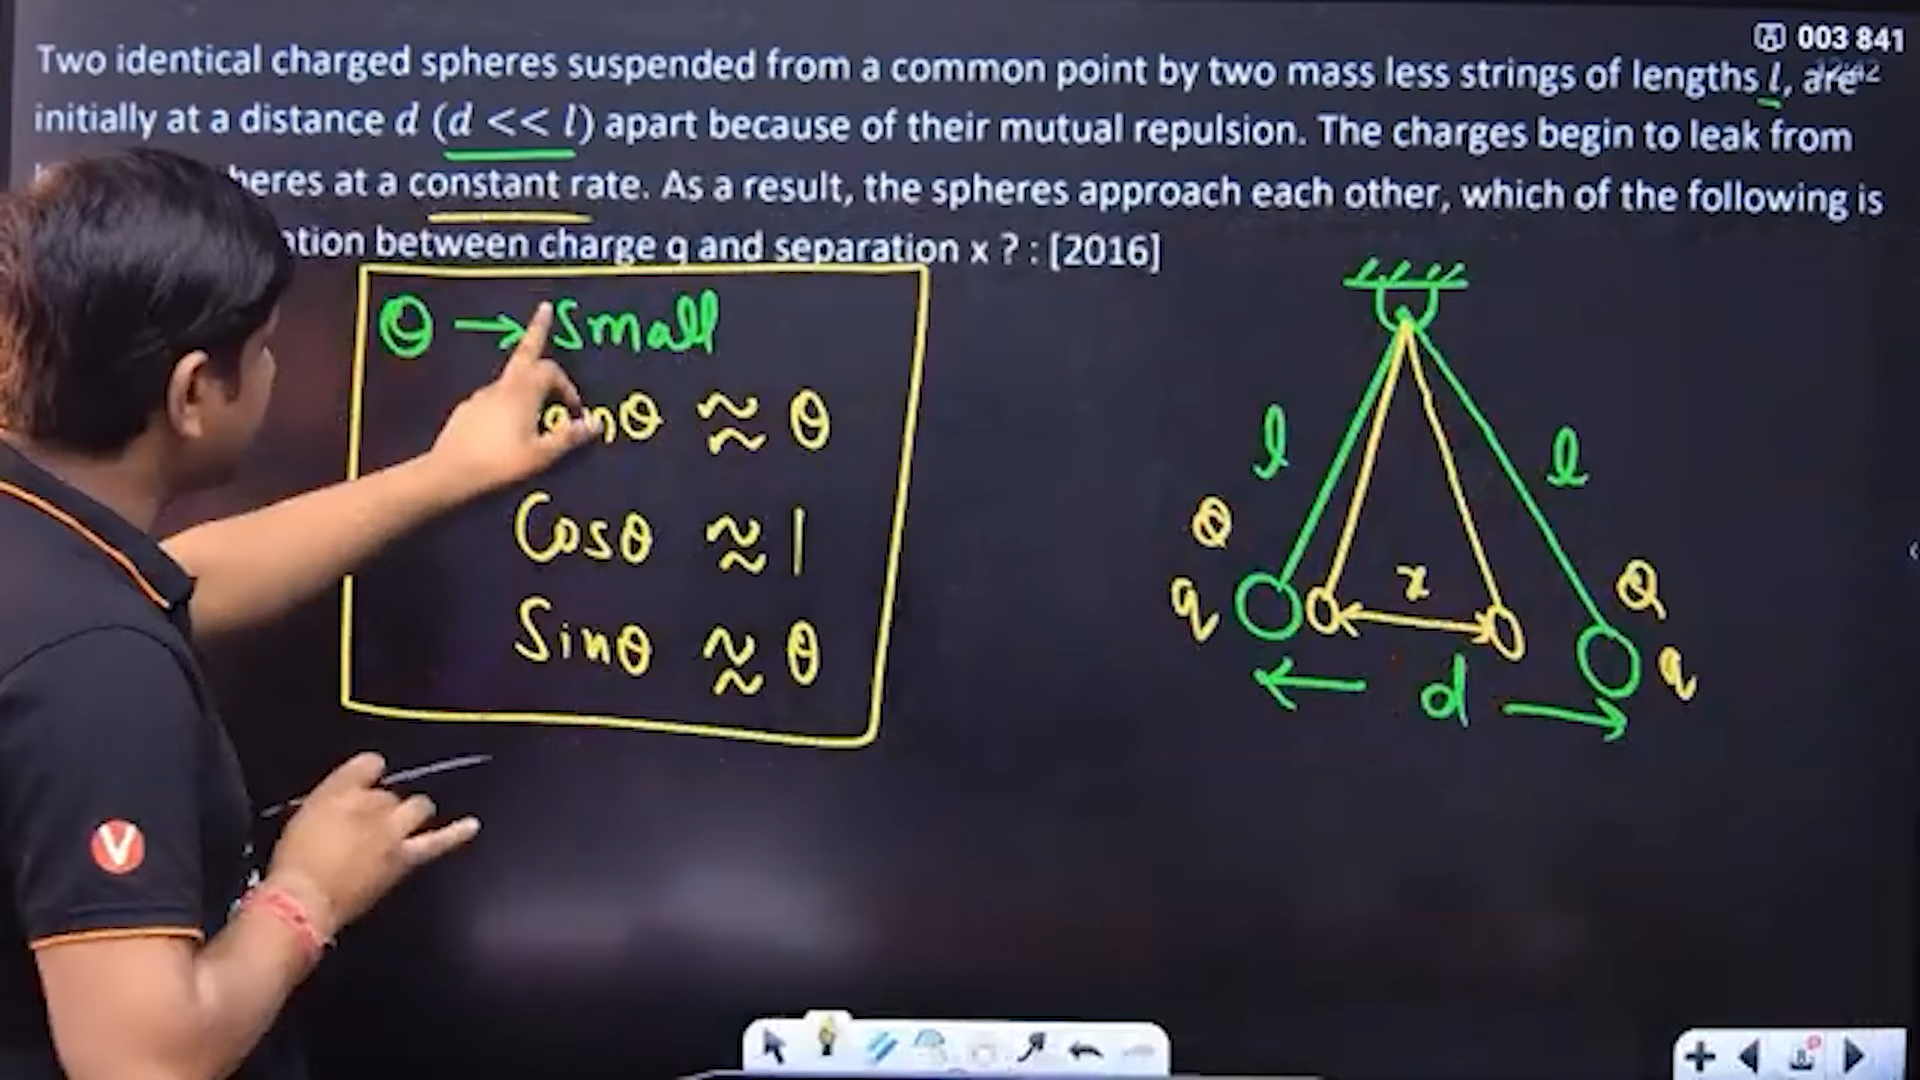 003 841
Two identical charged spheres suspended from a common point by two mass less strings of lengths l, are
initially at a distance d (d << l) apart because of their mutual repulsion. The charges begin to leak from
heres at a constant rate. As a result, the spheres approach each other, which of the following is
tion between charge q and separation x ? : [2016]
θ → Small
anθ ≈ θ
Cosθ ≈ 1
Sinθ ≈ θ
l l
θ
q x q
d
V